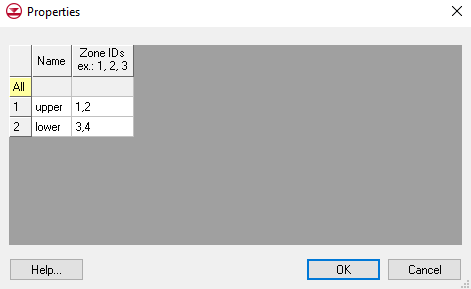 Properties
Name Zone IDs
ex.: 1, 2, 3
All
1 upper 1,2
2 lower 3,4
Help... OK Cancel